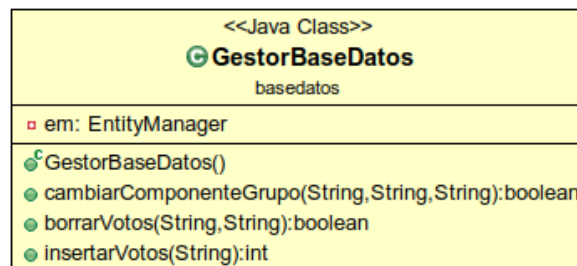 <<Java Class>>
GestorBaseDatos
basedatos
em: EntityManager
GestorBaseDatos()
cambiarComponenteGrupo(String,String,String):boolean
borrarVotos(String,String):boolean
insertarVotos(String):int